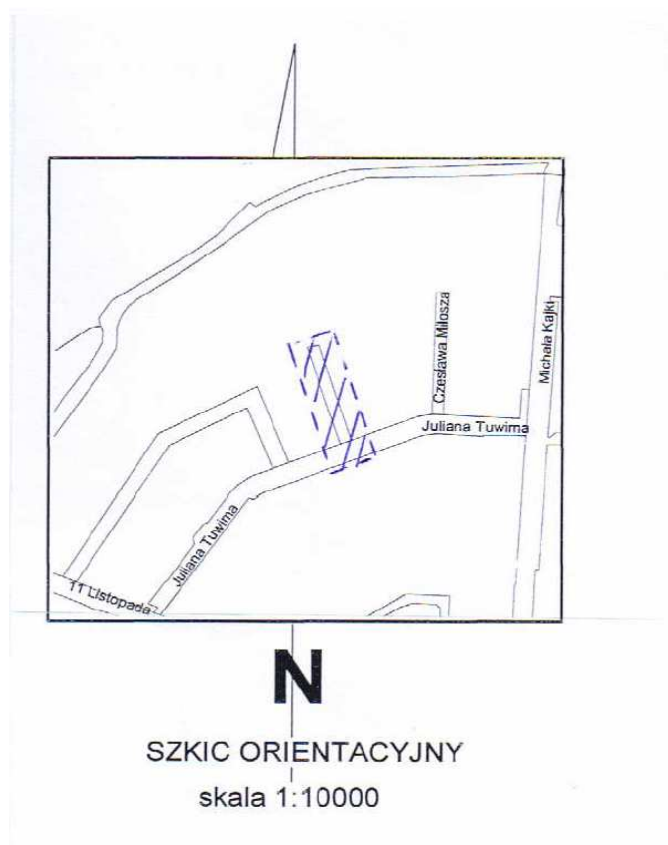 Czesława Miłosza
Michała Kajki
Juliana Tuwima
Juliana Tuwima
11 Listopada
N
SZKIC ORIENTACYJNY
skala 1:10000